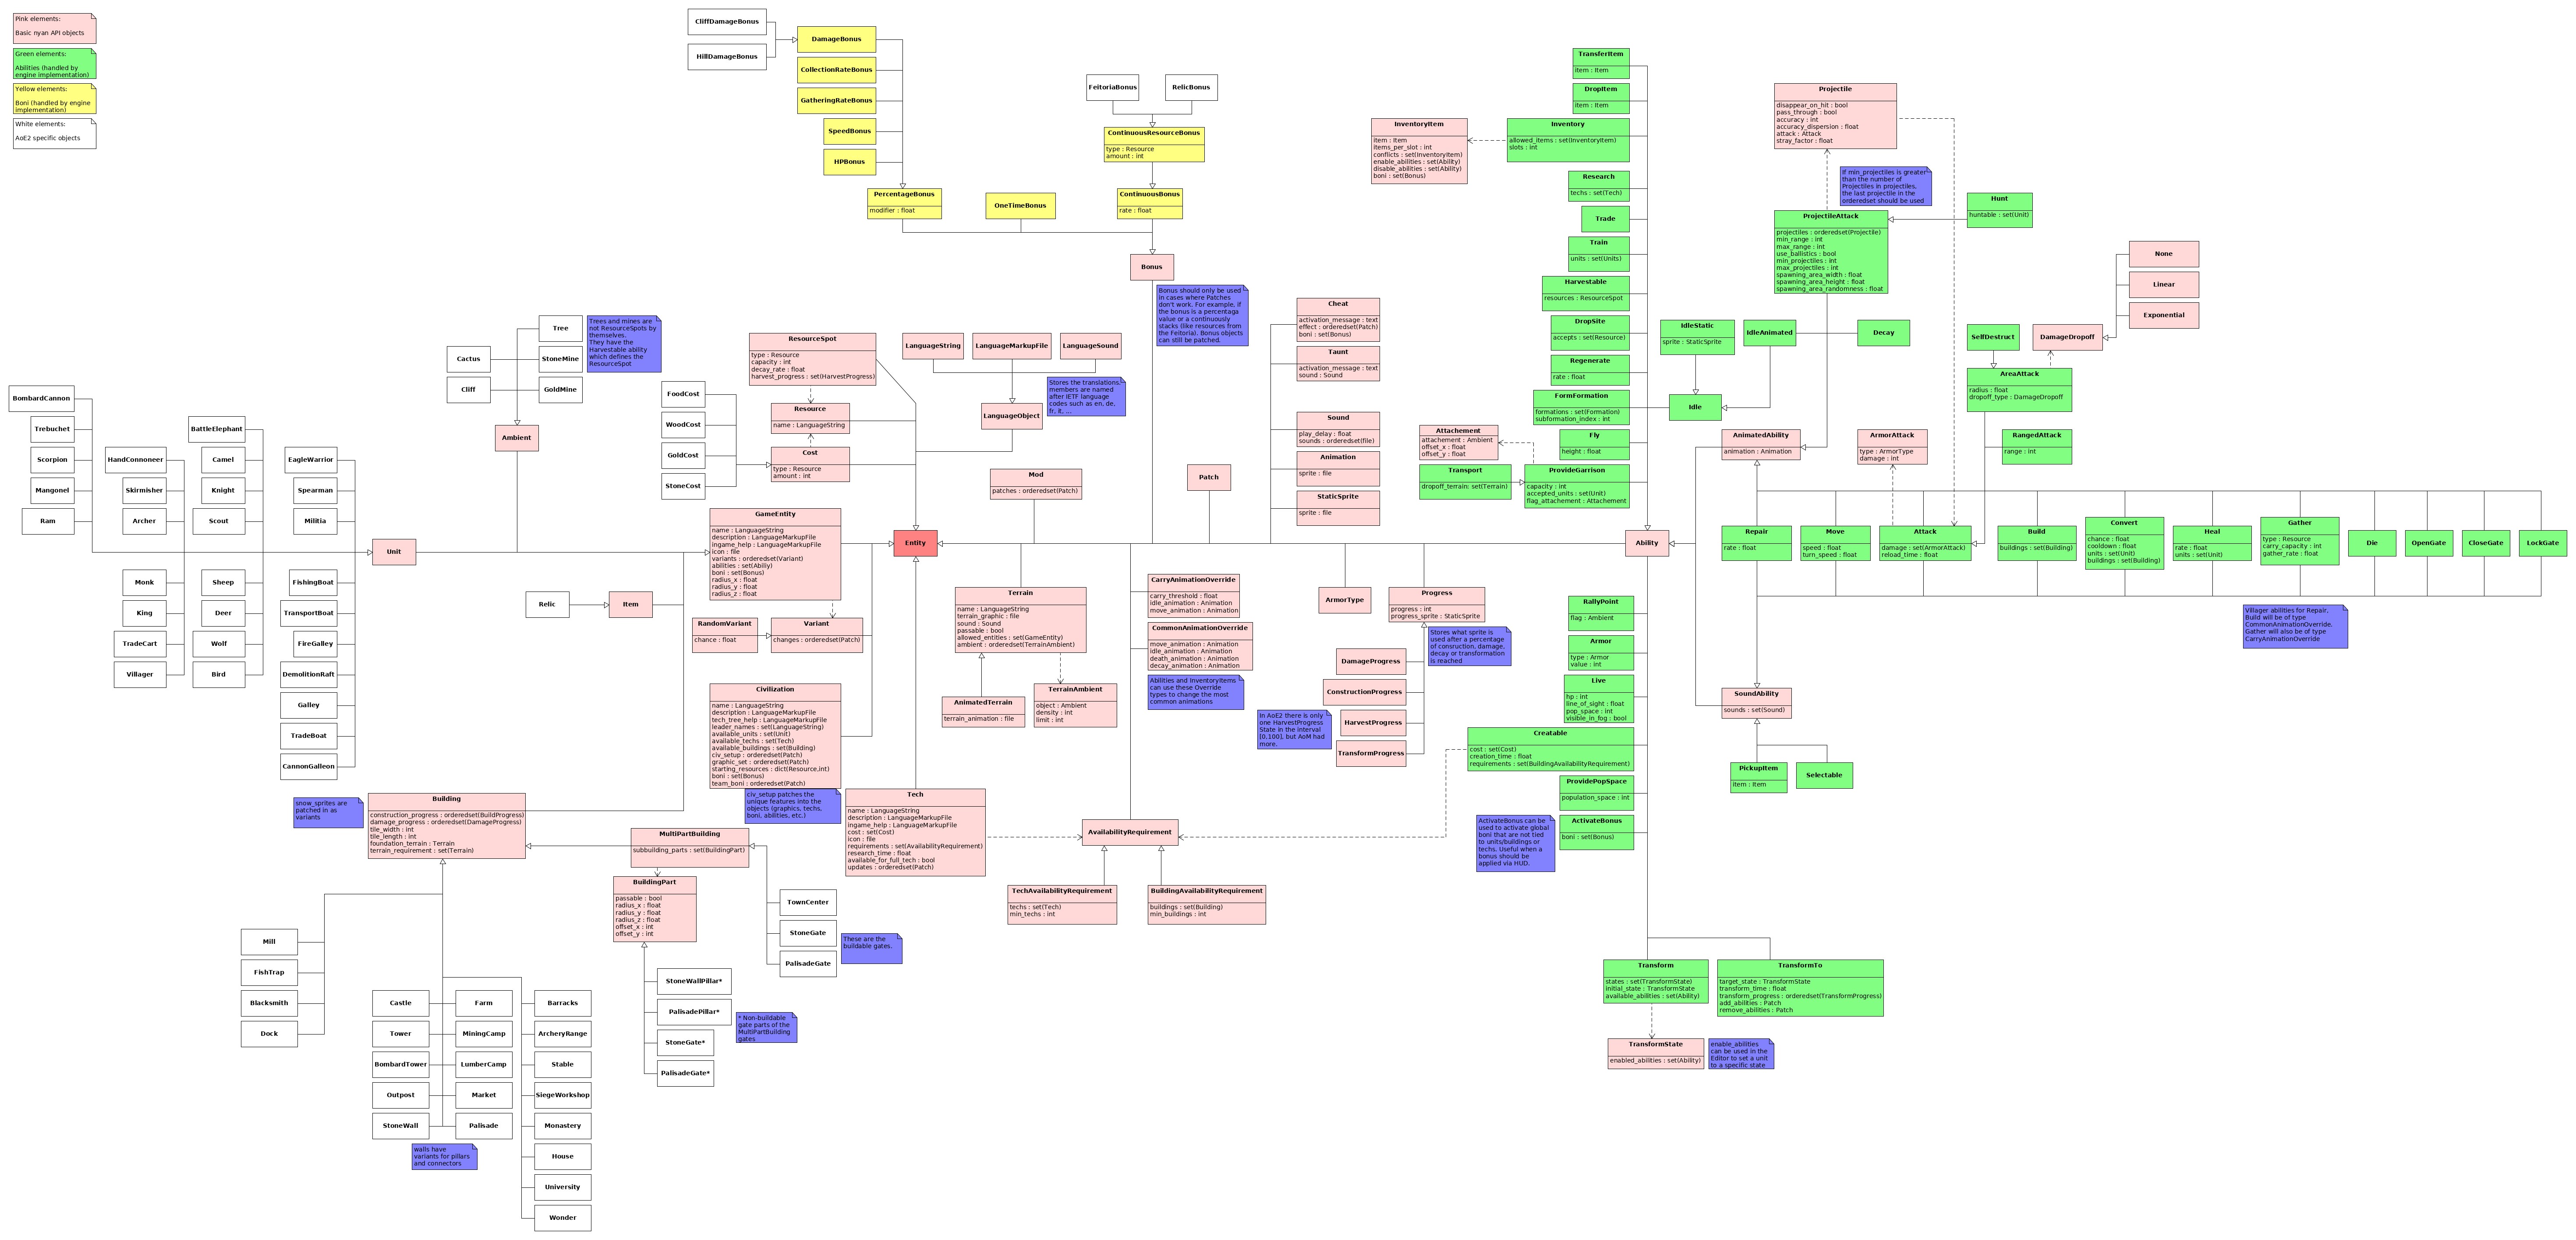 Pink elements:
Basic nyan API objects
Green elements:
Abilities (handled by
engine implementation)
Yellow elements:
Boni (handled by engine
implementation)
White elements:
AoE2 specific objects
CliffDamageBonus
HillDamageBonus
DamageBonus
CollectionRateBonus
GatheringRateBonus
SpeedBonus
HPBonus
PercentageBonus
modifier : float
OneTimeBonus
FeitoriaBonus
RelicBonus
ContinuousResourceBonus
type : Resource
amount : int
ContinuousBonus
rate : float
Bonus
Bonus should only be used
in cases where Patches
don't work. For example, if
the bonus is a percentaga
value or a continuously
stacks (like resources from
the Feitoria). Bonus objects
can still be patched.
Tree
Cactus
StoneMine
Cliff
GoldMine
Trees and mines are
not ResourceSpots by
themselves.
They have the
Harvestable ability
which defines the
ResourceSpot
Ambient
BombardCannon
Trebuchet
Scorpion
Mangonel
Ram
HandConnoneer
Skirmisher
Archer
BattleElephant
Camel
Knight
Scout
EagleWarrior
Spearman
Militia
Unit
Monk
King
TradeCart
Villager
Sheep
Deer
Wolf
Bird
FishingBoat
TransportBoat
FireGalley
DemolitionRaft
Galley
TradeBoat
CannonGalleon
FoodCost
WoodCost
GoldCost
StoneCost
ResourceSpot
type : Resource
capacity : int
decay_rate : float
harvest_progress : set(HarvestProgress)
Resource
name : LanguageString
Cost
type : Resource
amount : int
LanguageString
LanguageMarkupFile
LanguageSound
Stores the translations.
members are named
after IETF language
codes such as en, de,
fr, it, ...
LanguageObject
Mod
patches : orderedset(Patch)
Patch
Cheat
activation_message : text
effect : orderedset(Patch)
boni : set(Bonus)
Taunt
activation_message : text
sound : Sound
Sound
play_delay : float
sounds : orderedset(file)
Animation
sprite : file
StaticSprite
sprite : file
Entity
GameEntity
name : LanguageString
description : LanguageMarkupFile
ingame_help : LanguageMarkupFile
icon : file
variants : orderedset(Variant)
abilities : set(Abiliy)
boni : set(Bonus)
radius_x : float
radius_y : float
radius_z : float
Relic
Item
RandomVariant
chance : float
Variant
changes : orderedset(Patch)
Civilization
name : LanguageString
description : LanguageMarkupFile
tech_tree_help : LanguageMarkupFile
leader_names : set(LanguageString)
available_units : set(Unit)
available_techs : set(Tech)
available_buildings : set(Building)
civ_setup : orderedset(Patch)
graphic_set : orderedset(Patch)
starting_resources : dict(Resource,int)
boni : set(Bonus)
team_boni : orderedset(Patch)
civ_setup patches the
unique features into the
objects (graphics, techs,
boni, abilities, etc.)
Terrain
name : LanguageString
terrain_graphic : file
sound : Sound
passable : bool
allowed_entities : set(GameEntity)
ambient : orderedset(TerrainAmbient)
AnimatedTerrain
terrain_animation : file
TerrainAmbient
object : Ambient
density : int
limit : int
CarryAnimationOverride
carry_threshold : float
idle_animation : Animation
move_animation : Animation
CommonAnimationOverride
move_animation : Animation
idle_animation : Animation
death_animation : Animation
decay_animation : Animation
Abilities and InventoryItems
can use these Override
types to change the most
common animations
ArmorType
Progress
progress : int
progress_sprite : StaticSprite
Stores what sprite is
used after a percentage
of consruction, damage,
decay or transformation
is reached
DamageProgress
ConstructionProgress
HarvestProgress
TransformProgress
In AoE2 there is only
one HarvestProgress
State in the interval
[0,100], but AoM had
more.
Tech
name : LanguageString
description : LanguageMarkupFile
ingame_help : LanguageMarkupFile
cost : set(Cost)
icon : file
requirements : set(AvailabilityRequirement)
research_time : float
available_for_full_tech : bool
updates : orderedset(Patch)
AvailabilityRequirement
TechAvailabilityRequirement
techs : set(Tech)
min_techs : int
BuildingAvailabilityRequirement
buildings : set(Building)
min_buildings : int
snow_sprites are
patched in as
variants
Building
construction_progress : orderedset(BuildProgress)
damage_progress : orderedset(DamageProgress)
tile_width : int
tile_length : int
foundation_terrain : Terrain
terrain_requirement : set(Terrain)
MultiPartBuilding
subbuilding_parts : set(BuildingPart)
BuildingPart
passable : bool
radius_x : float
radius_y : float
radius_z : float
offset_x : int
offset_y : int
TownCenter
StoneGate
PalisadeGate
These are the
buildable gates.
StoneWallPillar*
PalisadePillar*
StoneGate*
PalisadeGate*
* Non-buildable
gate parts of the
MultiPartBuilding
gates
Mill
FishTrap
Blacksmith
Dock
Castle
Tower
BombardTower
Outpost
StoneWall
Farm
MiningCamp
LumberCamp
Market
Palisade
walls have
variants for pillars
and connectors
Barracks
ArcheryRange
Stable
SiegeWorkshop
Monastery
House
University
Wonder
TransferItem
item : Item
DropItem
item : Item
InventoryItem
item : Item
items_per_slot : int
conflicts : set(InventoryItem)
enable_abilities : set(Ability)
disable_abilities : set(Ability)
boni : set(Bonus)
Inventory
allowed_items : set(InventoryItem)
slots : int
Research
techs : set(Tech)
Trade
Train
units : set(Units)
Harvestable
resources : ResourceSpot
DropSite
accepts : set(Resource)
Regenerate
rate : float
FormFormation
formations : set(Formation)
subformation_index : int
Fly
height : float
Attachement
attachement : Ambient
offset_x : float
offset_y : float
Transport
dropoff_terrain: set(Terrain)
ProvideGarrison
capacity : int
accepted_units : set(Unit)
flag_attachement : Attachement
IdleStatic
sprite : StaticSprite
IdleAnimated
Decay
Idle
Projectile
disappear_on_hit : bool
pass_through : bool
accuracy : int
accuracy_dispersion : float
attack : Attack
stray_factor : float
If min_projectiles is greater
than the number of
Projectiles in projectiles,
the last projectile in the
orderedset should be used
Hunt
huntable : set(Unit)
ProjectileAttack
projectiles : orderedset(Projectile)
min_range : int
max_range : int
use_ballistics : bool
min_projectiles : int
max_projectiles : int
spawning_area_width : float
spawning_area_height : float
spawning_area_randomness : float
None
Linear
Exponential
SelfDestruct
DamageDropoff
AreaAttack
radius : float
dropoff_type : DamageDropoff
RangedAttack
range : int
AnimatedAbility
animation : Animation
ArmorAttack
type : ArmorType
damage : int
Ability
Repair
rate : float
Move
speed : float
turn_speed : float
Attack
damage : set(ArmorAttack)
reload_time : float
Build
buildings : set(Building)
Convert
chance : float
cooldown : float
units : set(Unit)
buildings : set(Building)
Heal
rate : float
units : set(Unit)
Gather
type : Resource
carry_capacity : int
gather_rate : float
Die
OpenGate
CloseGate
LockGate
Villager abilities for Repair,
Build will be of type
CommonAnimationOverride.
Gather will also be of type
CarryAnimationOverride
SoundAbility
sounds : set(Sound)
PickupItem
item : Item
Selectable
RallyPoint
flag : Ambient
Armor
type : Armor
value : int
Live
hp : int
line_of_sight : float
pop_space : int
visible_in_fog : bool
Creatable
cost : set(Cost)
creation_time : float
requirements : set(BuildingAvailabilityRequirement)
ProvidePopSpace
population_space : int
ActivateBonus
boni : set(Bonus)
ActivateBonus can be
used to activate global
boni that are not tied
to units/buildings or
techs. Useful when a
bonus should be
applied via HUD.
Transform
states : set(TransformState)
initial_state : TransformState
available_abilities : set(Ability)
TransformTo
target_state : TransformState
transform_time : float
transform_progress : orderedset(TransformProgress)
add_abilities : Patch
remove_abilities : Patch
TransformState
enabled_abilities : set(Ability)
enable_abilities
can be used in the
Editor to set a unit
to a specific state